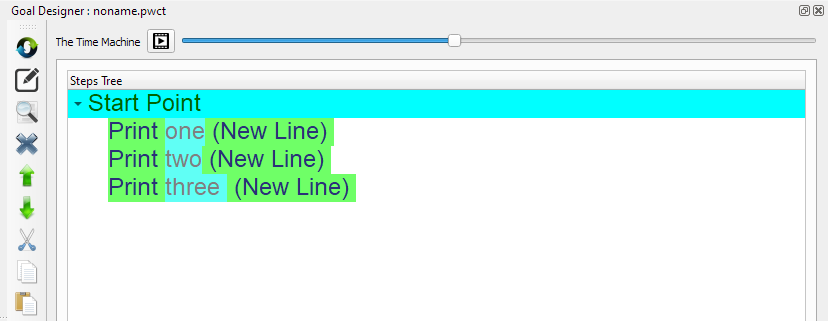 Goal Designer : noname.pwct
The Time Machine
Steps Tree
Start Point
Print one (New Line)
Print two (New Line)
Print three (New Line)